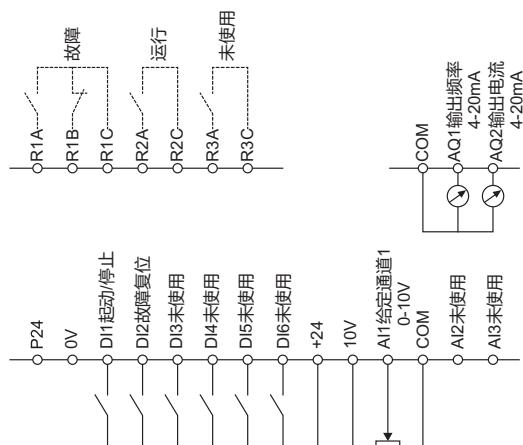 故障
运行
未使用
R1A
R1B
R1C
R2A
R2C
R3A
R3C
COM
AQ1输出频率
4-20mA
AQ2输出电流
4-20mA
P24
0V
DI1起动/停止
DI2故障复位
DI3未使用
DI4未使用
DI5未使用
DI6未使用
+24
10V
AI1给定通道1
0-10V
COM
AI2未使用
AI3未使用